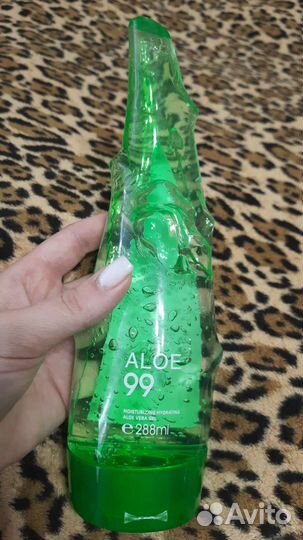 ALOE
99
MOISTURIZING HYDRATING
ALOE VERA GEL
e 288ml
Avito